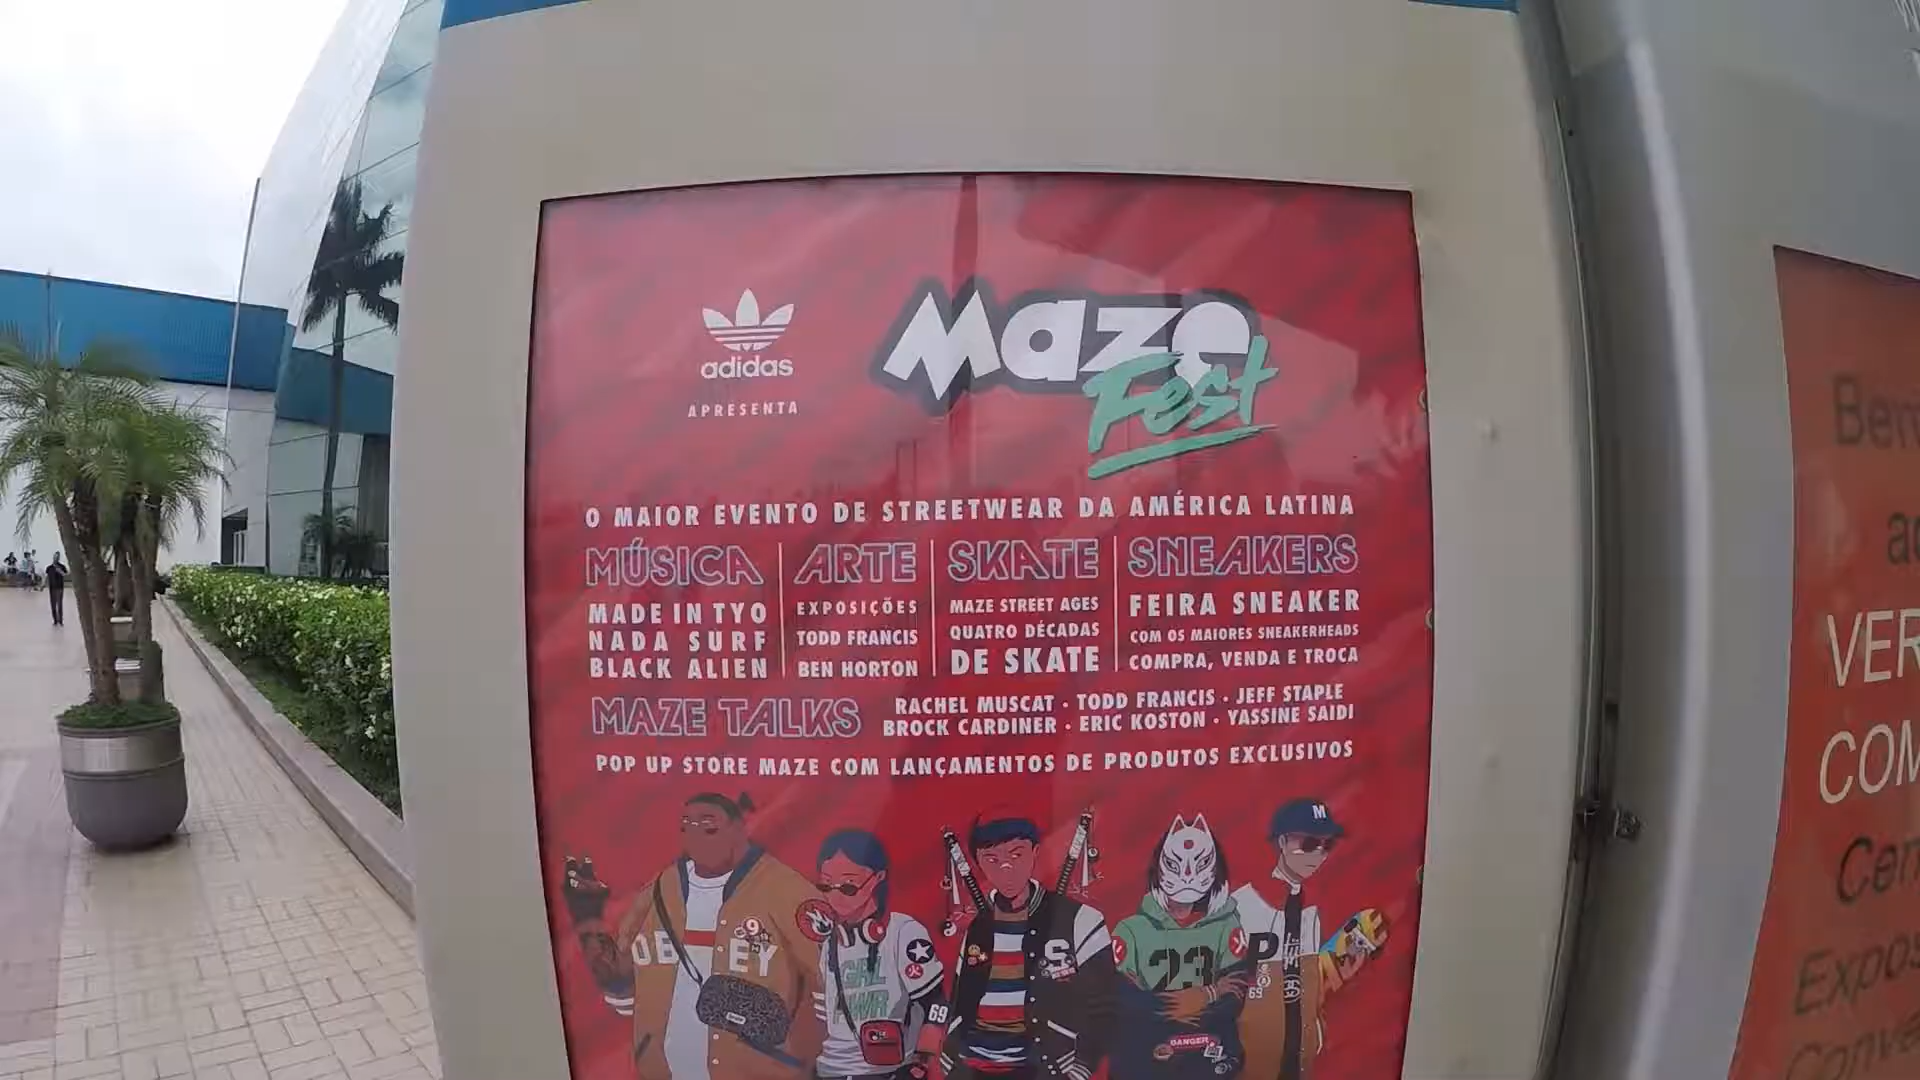 adidas
APRESENTA
Maze
Fest
O MAIOR EVENTO DE STREETWEAR DA AMÉRICA LATINA
MÚSICA
MADE IN TYO
NADA SURF
BLACK ALIEN
ARTE
EXPOSIÇÕES
TODD FRANCIS
BEN HORTON
SKATE
MAZE STREET AGES
QUATRO DÉCADAS
DE SKATE
SNEAKERS
FEIRA SNEAKER
COM OS MAIORES SNEAKERHEADS
COMPRA, VENDA E TROCA
MAZE TALKS
RACHEL MUSCAT · TODD FRANCIS · JEFF STAPLE
BROCK CARDINER · ERIC KOSTON · YASSINE SAIDI
POP UP STORE MAZE COM LANÇAMENTOS DE PRODUTOS EXCLUSIVOS
M
9
GRL
PWR
69
S
23
DANGER
P
69